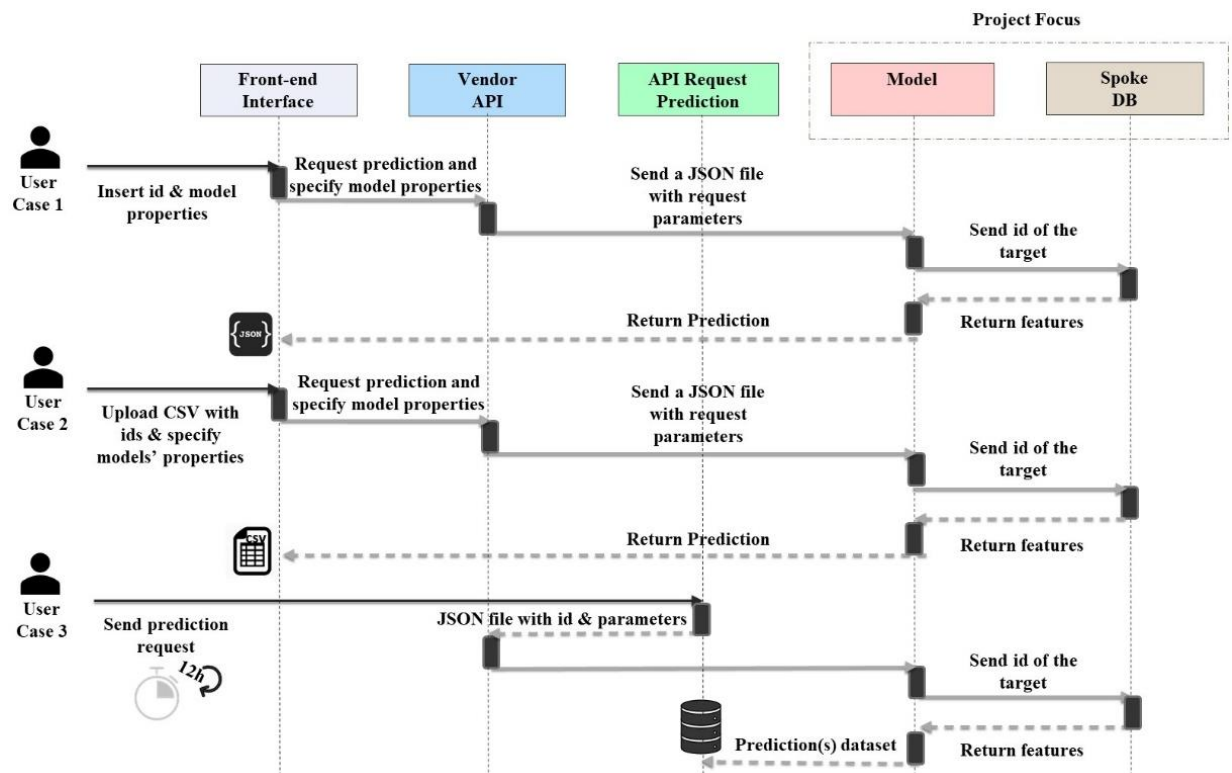 Project Focus
Front-end
Interface
Vendor
API
API Request
Prediction
Model
Spoke
DB
User
Case 1
Insert id & model
properties
Request prediction and
specify model properties
Send a JSON file
with request
parameters
Send id of the
target
Return features
Return Prediction
{JSON}
User
Case 2
Upload CSV with
ids & specify
models’ properties
Request prediction and
specify model properties
Send a JSON file
with request
parameters
Send id of the
target
Return features
Return Prediction
CSV
User
Case 3
Send prediction
request
12h
JSON file with id & parameters
Send id of the
target
Return features
Prediction(s) dataset